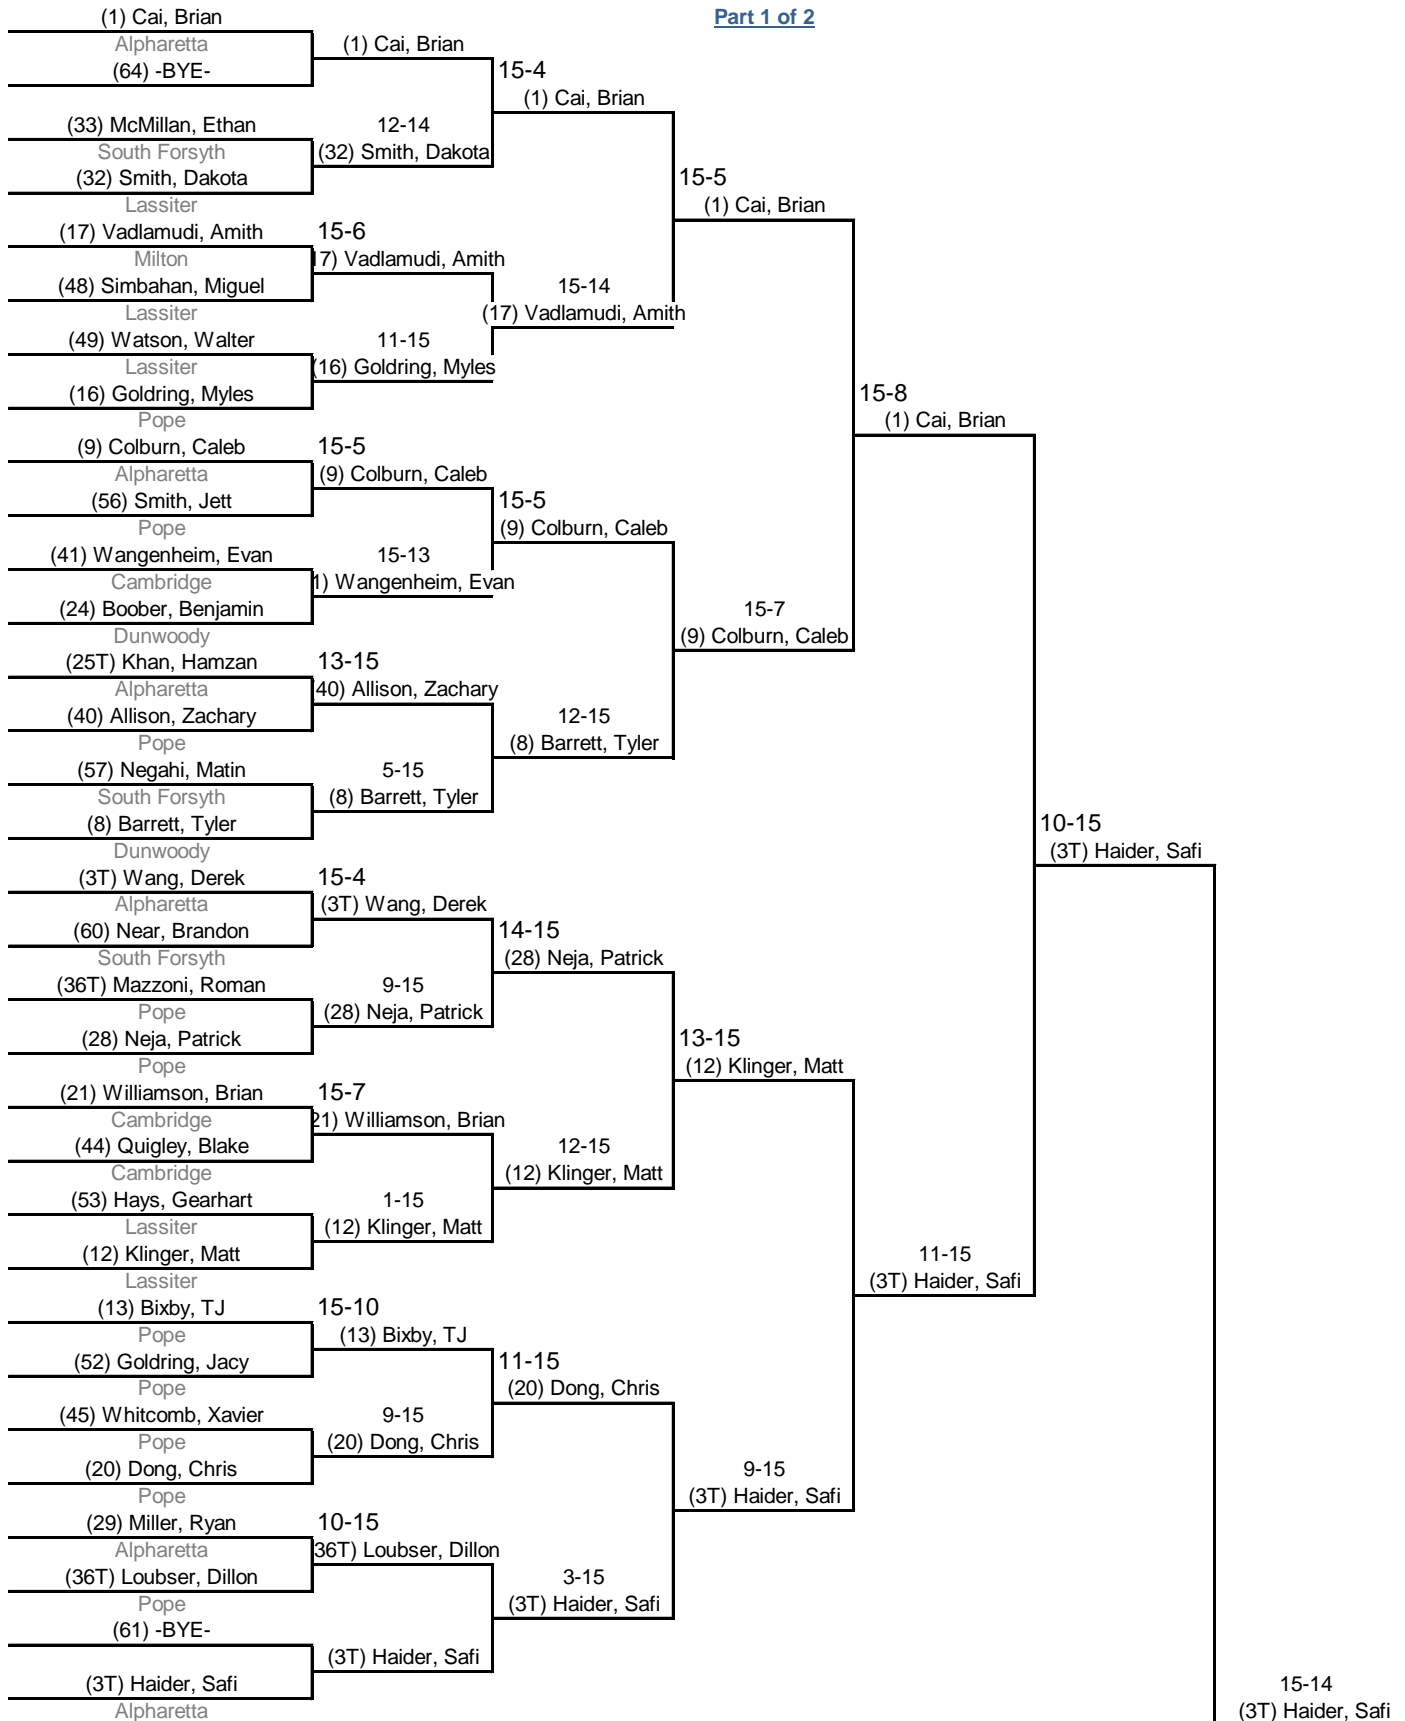 Part 1 of 2
(1) Cai, Brian
Alpharetta
(64) -BYE-
(33) McMillan, Ethan
South Forsyth
(32) Smith, Dakota
Lassiter
(17) Vadlamudi, Amith
Milton
(48) Simbahan, Miguel
Lassiter
(49) Watson, Walter
Lassiter
(16) Goldring, Myles
Pope
(9) Colburn, Caleb
Alpharetta
(56) Smith, Jett
Pope
(41) Wangenheim, Evan
Cambridge
(24) Boober, Benjamin
Dunwoody
(25T) Khan, Hamzan
Alpharetta
(40) Allison, Zachary
Pope
(57) Negahi, Matin
South Forsyth
(8) Barrett, Tyler
Dunwoody
(3T) Wang, Derek
Alpharetta
(60) Near, Brandon
South Forsyth
(36T) Mazzoni, Roman
Pope
(28) Neja, Patrick
Pope
(21) Williamson, Brian
Cambridge
(44) Quigley, Blake
Cambridge
(53) Hays, Gearhart
Lassiter
(12) Klinger, Matt
Lassiter
(13) Bixby, TJ
Pope
(52) Goldring, Jacy
Pope
(45) Whitcomb, Xavier
Pope
(20) Dong, Chris
Pope
(29) Miller, Ryan
Alpharetta
(36T) Loubser, Dillon
Pope
(61) -BYE-
(3T) Haider, Safi
Alpharetta
(1) Cai, Brian
12-14
(32) Smith, Dakota
15-6
17) Vadlamudi, Amith
11-15
(16) Goldring, Myles
15-5
(9) Colburn, Caleb
15-13
1) Wangenheim, Evan
13-15
(40) Allison, Zachary
5-15
(8) Barrett, Tyler
15-4
(3T) Wang, Derek
9-15
(28) Neja, Patrick
15-7
21) Williamson, Brian
1-15
(12) Klinger, Matt
15-10
(13) Bixby, TJ
9-15
(20) Dong, Chris
10-15
36T) Loubser, Dillon
(3T) Haider, Safi
15-4
(1) Cai, Brian
15-14
(17) Vadlamudi, Amith
15-5
(9) Colburn, Caleb
12-15
(8) Barrett, Tyler
14-15
(28) Neja, Patrick
12-15
(12) Klinger, Matt
11-15
(20) Dong, Chris
3-15
(3T) Haider, Safi
15-5
(1) Cai, Brian
15-7
(9) Colburn, Caleb
13-15
(12) Klinger, Matt
9-15
(3T) Haider, Safi
15-8
(1) Cai, Brian
11-15
(3T) Haider, Safi
10-15
(3T) Haider, Safi
15-14
(3T) Haider, Safi